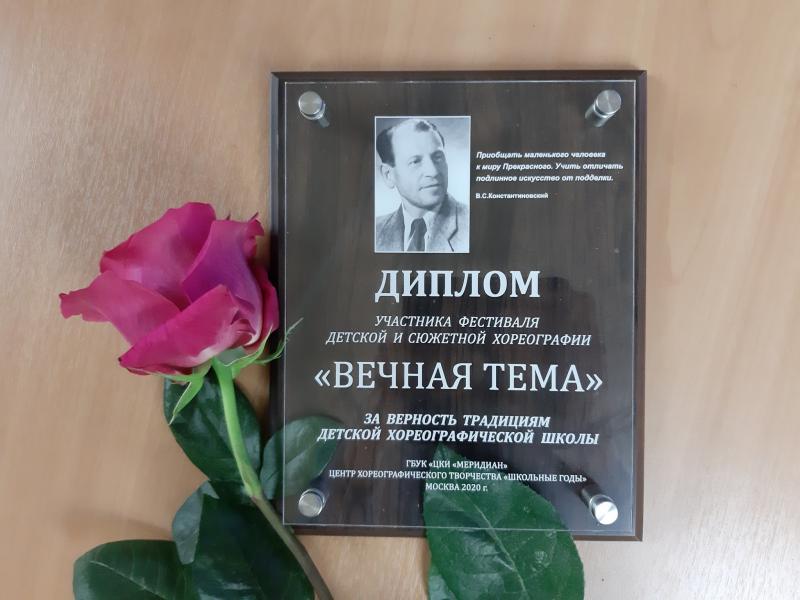 Приобщать маленького человека
к миру Прекрасного. Учить отличать
подлинное искусство от подделки.
В.С.Константиновский
ДИПЛОМ
УЧАСТНИКА ФЕСТИВАЛЯ
ДЕТСКОЙ И СЮЖЕТНОЙ ХОРЕОГРАФИИ
«ВЕЧНАЯ ТЕМА»
ЗА ВЕРНОСТЬ ТРАДИЦИЯМ
ДЕТСКОЙ ХОРЕОГРАФИЧЕСКОЙ ШКОЛЫ
ГБУК «ЦКИ «МЕРИДИАН»
ЦЕНТР ХОРЕОГРАФИЧЕСКОГО ТВОРЧЕСТВА «ШКОЛЬНЫЕ ГОДЫ»
МОСКВА 2020 г.